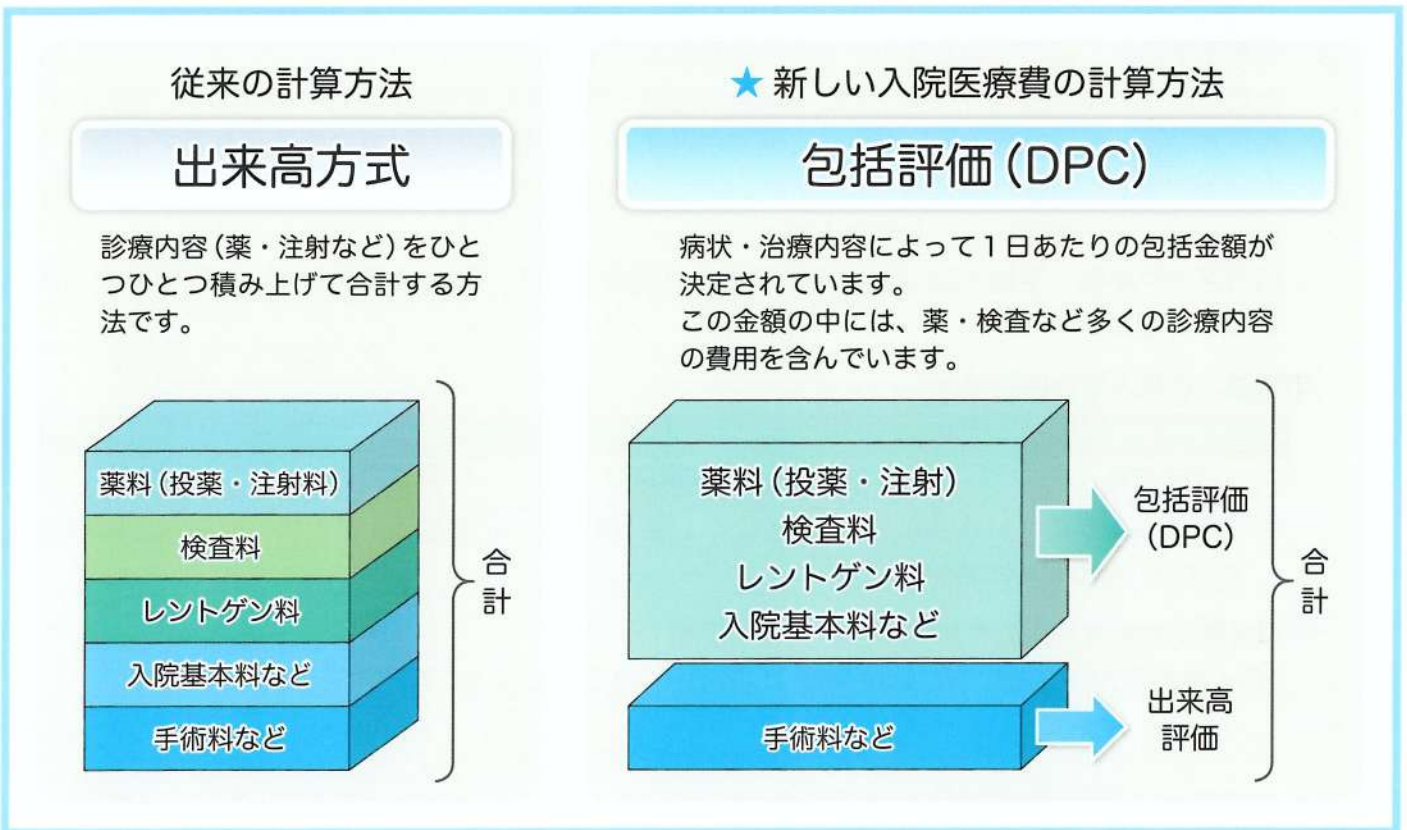 従来の計算方法
出来高方式
診療内容(薬・注射など)をひと
つひとつ積み上げて合計する方
法です。
薬料(投薬・注射料)
検査料
レントゲン料
入院基本料など
手術料など
合計
★新しい入院医療費の計算方法
包括評価(DPC)
病状・治療内容によって1日あたりの包括金額が
決定されています。
この金額の中には、薬・検査など多くの診療内容
の費用を含んでいます。
薬料(投薬・注射)
検査料
レントゲン料
入院基本料など
手術料など
包括評価
(DPC)
出来高
評価
合計